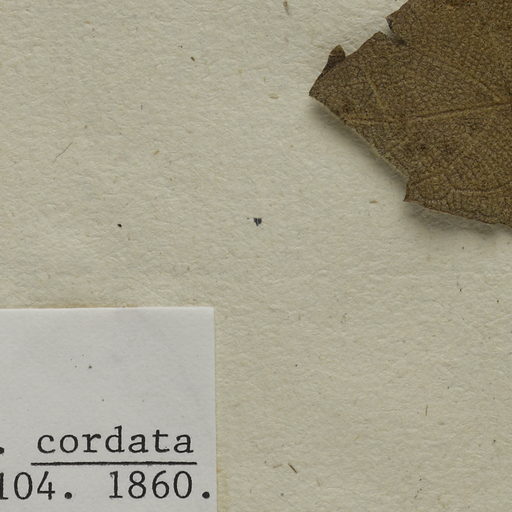 . cordata
104. 1860.